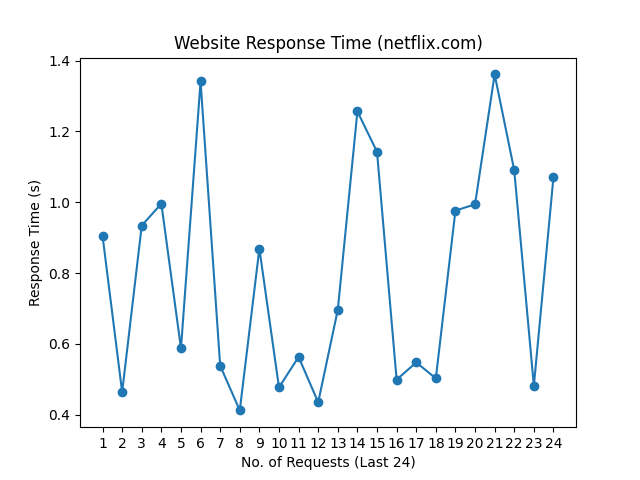 Website Response Time (netflix.com)
1.4
1.2
1.0
0.8
0.6
0.4
Response Time (s)
1 2 3 4 5 6 7 8 9 10 11 12 13 14 15 16 17 18 19 20 21 22 23 24
No. of Requests (Last 24)